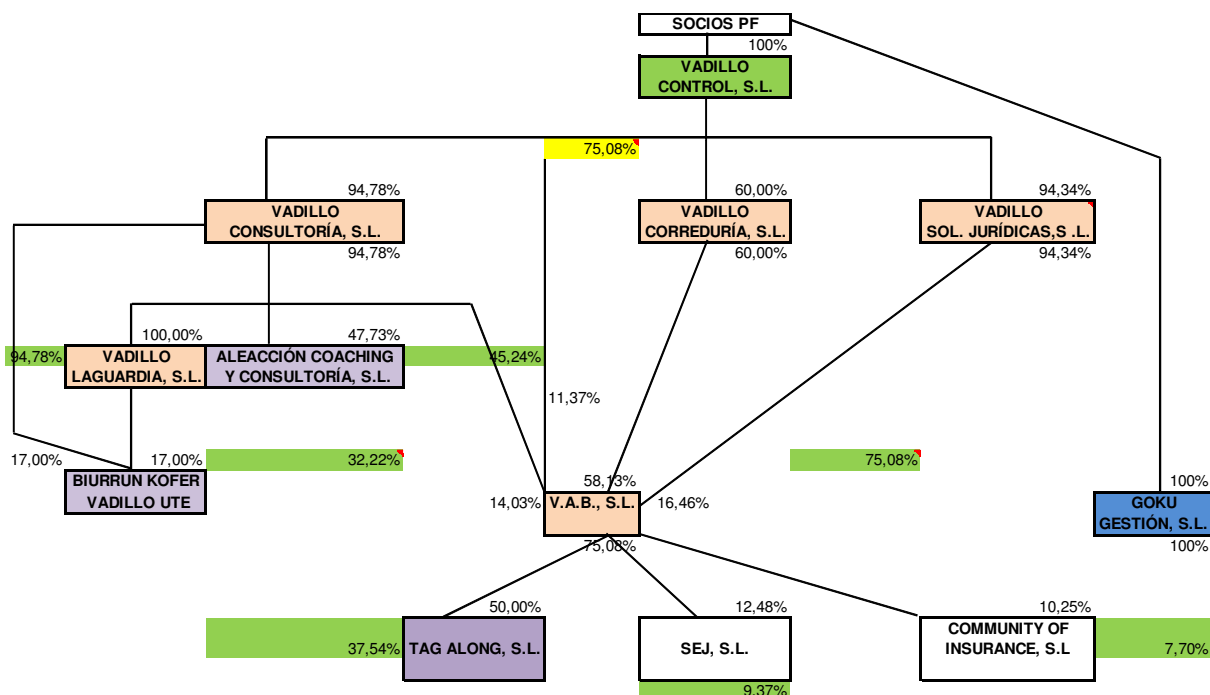 SOCIOS PF
100%
VADILLO
CONTROL, S.L.
75,08%
94,78%
60,00%
94,34%
VADILLO
CONSULTORÍA, S.L.
VADILLO
CORREDURÍA, S.L.
VADILLO
SOL. JURÍDICAS,S .L.
94,78%
60,00%
94,34%
100,00%
47,73%
94,78%
VADILLO
LAGUARDIA, S.L.
ALEACCIÓN COACHING
Y CONSULTORÍA, S.L.
45,24%
11,37%
17,00%
17,00%
32,22%
75,08%
BIURRUN KOFER
VADILLO UTE
58,13%
14,03%
V.A.B., S.L.
16,46%
75,08%
100%
GOKU
GESTIÓN, S.L.
100%
50,00%
12,48%
10,25%
37,54%
TAG ALONG, S.L.
SEJ, S.L.
COMMUNITY OF
INSURANCE, S.L
7,70%
9,37%